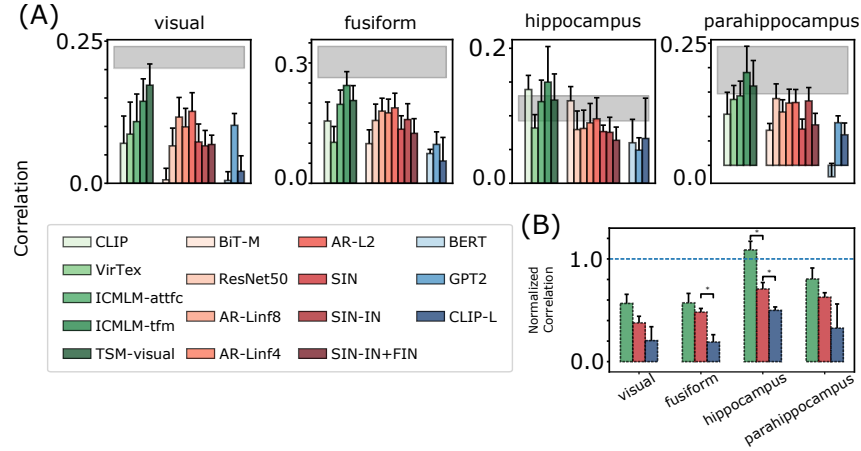 (A)
visual
fusiform
hippocampus
parahippocampus
0.25
0.0
0.3
0.0
0.2
0.0
0.25
0.0
Correlation
CLIP
VirTex
ICMLM-attfc
ICMLM-tfm
TSM-visual
BiT-M
ResNet50
AR-Linf8
AR-Linf4
AR-L2
SIN
SIN-IN
SIN-IN+FIN
BERT
GPT2
CLIP-L
(B)
Normalized
Correlation
1.0
0.0
*
*
*
visual
fusiform
hippocampus
parahippocampus